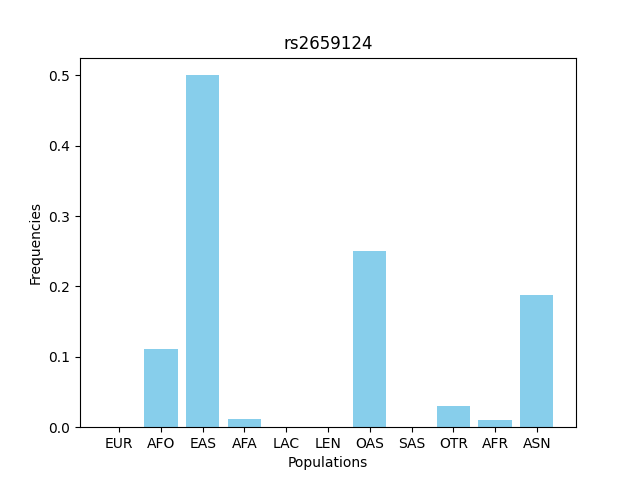 rs2659124
0.5
0.4
0.3
0.2
0.1
0.0
Frequencies
EUR AFO EAS AFA LAC LEN OAS SAS OTR AFR ASN
Populations